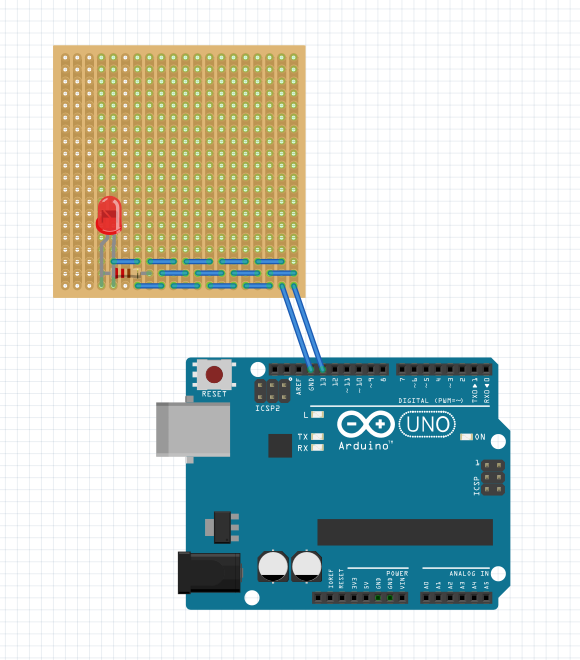 RESET
ICSP2
AREF
GND
13
12
~11
~10
~9
8
7
~6
~5
4
~3
2
TX0▶1
RX0◀0
DIGITAL (PWM=~)
L
TX
RX
Arduino™
UNO
ON
1
ICSP
IOREF
RESET
3V3
5V
GND
GND
VIN
POWER
A0
A1
A2
A3
A4
A5
ANALOG IN